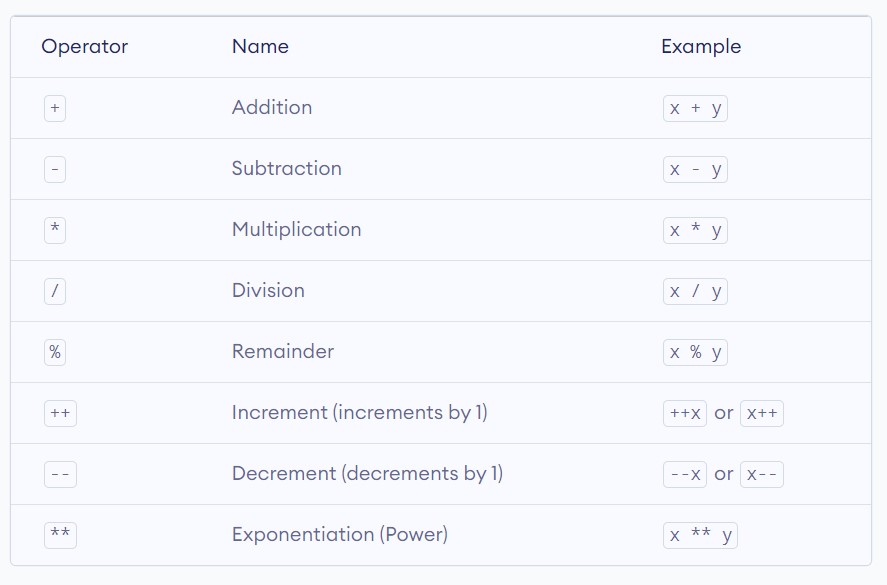 Operator Name Example
+ Addition x + y
- Subtraction x - y
* Multiplication x * y
/ Division x / y
% Remainder x % y
++ Increment (increments by 1) ++x or x++
-- Decrement (decrements by 1) --x or x--
** Exponentiation (Power) x ** y